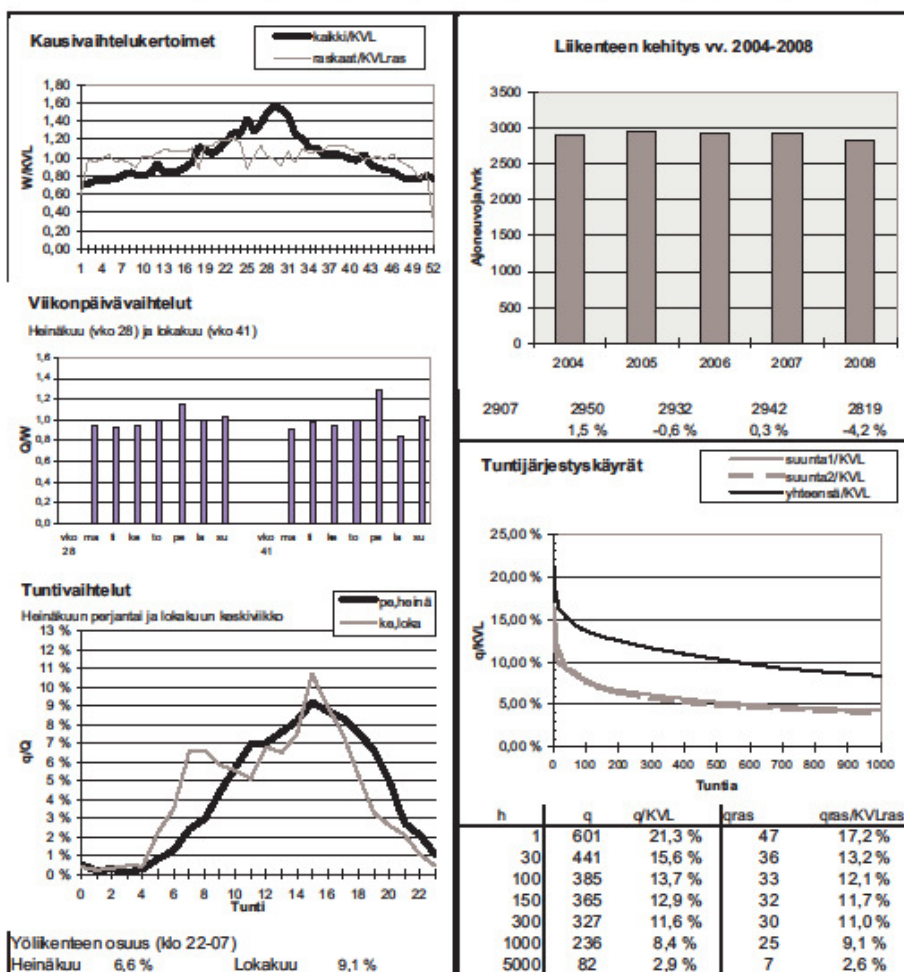 Kausivaihtelukertoimet
kaikki/KVL
raskaat/KVLras
W/KVL
1,80
1,60
1,40
1,20
1,00
0,80
0,60
0,40
0,20
0,00
1 4 7 10 13 16 19 22 25 28 31 34 37 40 43 46 49 52
Viikonpäivävaihtelut
Heinäkuu (vko 28) ja lokakuu (vko 41)
Q/W
1,6
1,4
1,2
1,0
0,8
0,6
0,4
0,2
0,0
vko 28 ma ti ke to pe la su vko 41 ma ti ke to pe la su
Tuntivaihtelut
Heinäkuun perjantai ja lokakuun keskiviikko
pe,heinä
ke,loka
q/Q
13 %
12 %
11 %
10 %
9 %
8 %
7 %
6 %
5 %
4 %
3 %
2 %
1 %
0 %
0 2 4 6 8 10 12 14 16 18 20 22
Tunti
Yöliikenteen osuus (klo 22-07)
Heinäkuu 6,6 % Lokakuu 9,1 %
Liikenteen kehitys vv. 2004-2008
Ajoneuvoja/vrk
3500
3000
2500
2000
1500
1000
500
0
2004 2005 2006 2007 2008
2907 2950 2932 2942 2819
1,5 % -0,6 % 0,3 % -4,2 %
Tuntijärjestyskäyrät
suunta1/KVL
suunta2/KVL
yhteensä/KVL
q/KVL
25,00 %
20,00 %
15,00 %
10,00 %
5,00 %
0,00 %
0 100 200 300 400 500 600 700 800 900 1000
Tuntia
h q q/KVL qras qras/KVLras
1 601 21,3 % 47 17,2 %
30 441 15,6 % 36 13,2 %
100 385 13,7 % 33 12,1 %
150 365 12,9 % 32 11,7 %
300 327 11,6 % 30 11,0 %
1000 236 8,4 % 25 9,1 %
5000 82 2,9 % 7 2,6 %